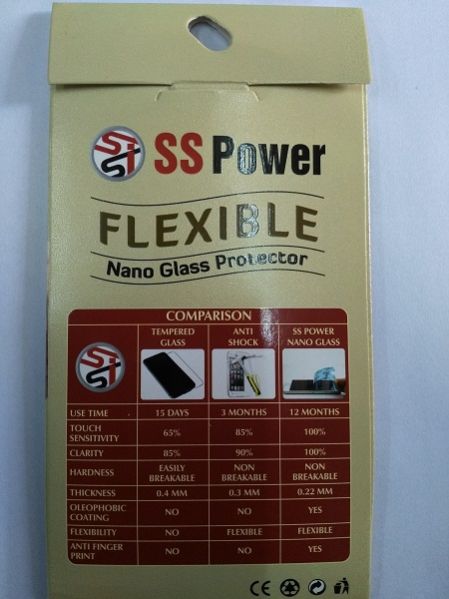 SST SS Power
FLEXIBLE
Nano Glass Protector
COMPARISON
SST TEMPERED GLASS ANTI SHOCK SS POWER NANO GLASS
USE TIME 15 DAYS 3 MONTHS 12 MONTHS
TOUCH SENSITIVITY 65% 85% 100%
CLARITY 85% 90% 100%
HARDNESS EASILY BREAKABLE NON BREAKABLE NON BREAKABLE
THICKNESS 0.4 MM 0.3 MM 0.22 MM
OLEOPHOBIC COATING NO NO YES
FLEXIBILITY NO FLEXIBLE FLEXIBLE
ANTI FINGER PRINT NO NO YES
CE